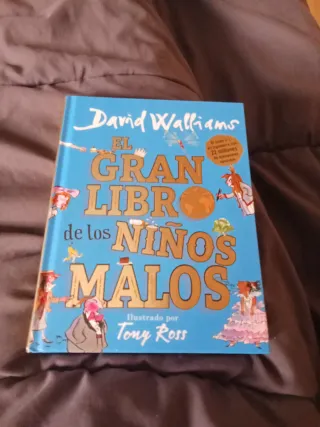 David Walliams
EL
GRAN
LIBRO
de los NIÑOS
MALOS
Ilustrado por
Tony Ross